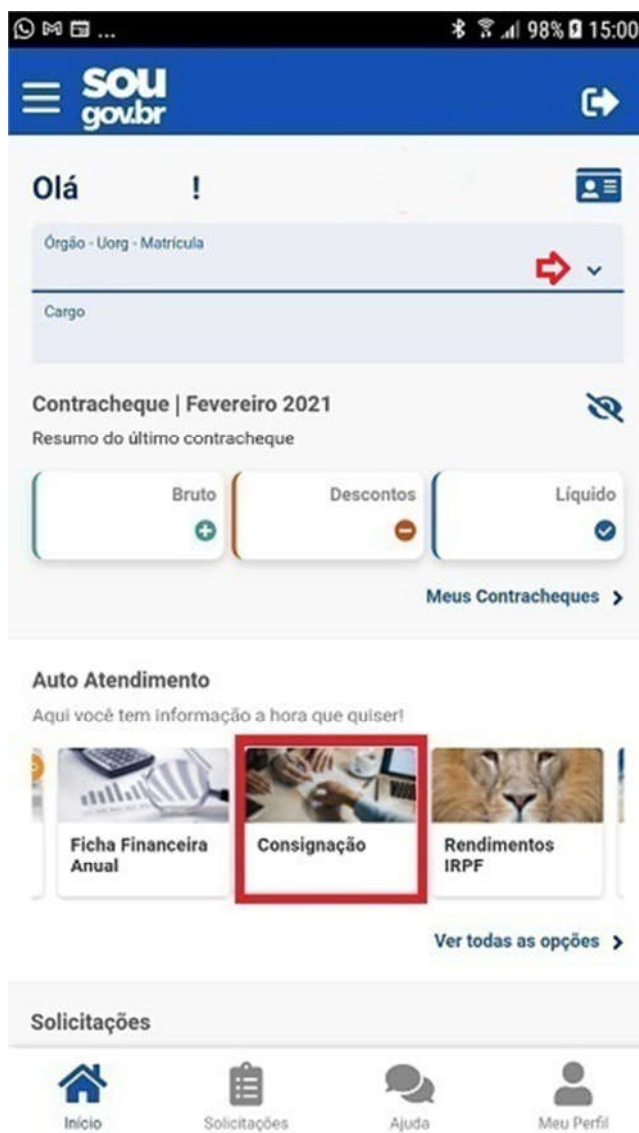 ... 98% 15:00
sou
gov.br
Olá !
Órgão - Uorg - Matrícula
Cargo
Contracheque | Fevereiro 2021
Resumo do último contracheque
Bruto
Descontos
Líquido
Meus Contracheques
Auto Atendimento
Aqui você tem informação a hora que quiser!
Ficha Financeira
Anual
Consignação
Rendimentos
IRPF
Ver todas as opções
Solicitações
Início Solicitações Ajuda Meu Perfil